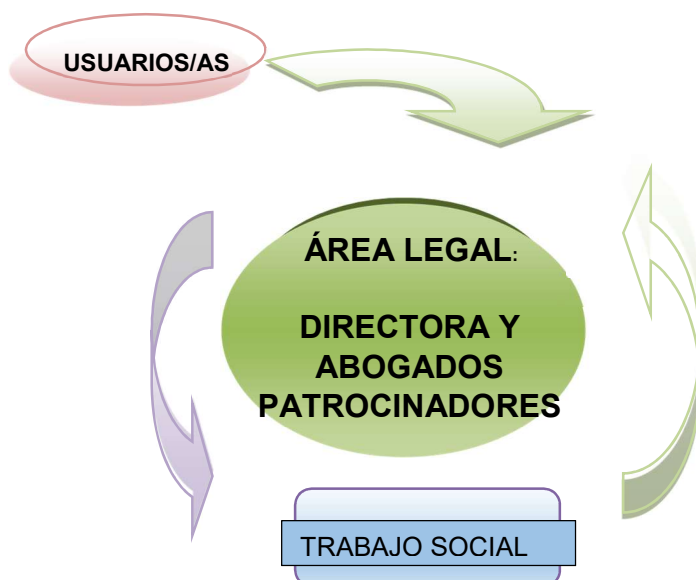 USUARIOS/AS
ÁREA LEGAL:
DIRECTORA Y
ABOGADOS
PATROCINADORES
TRABAJO SOCIAL